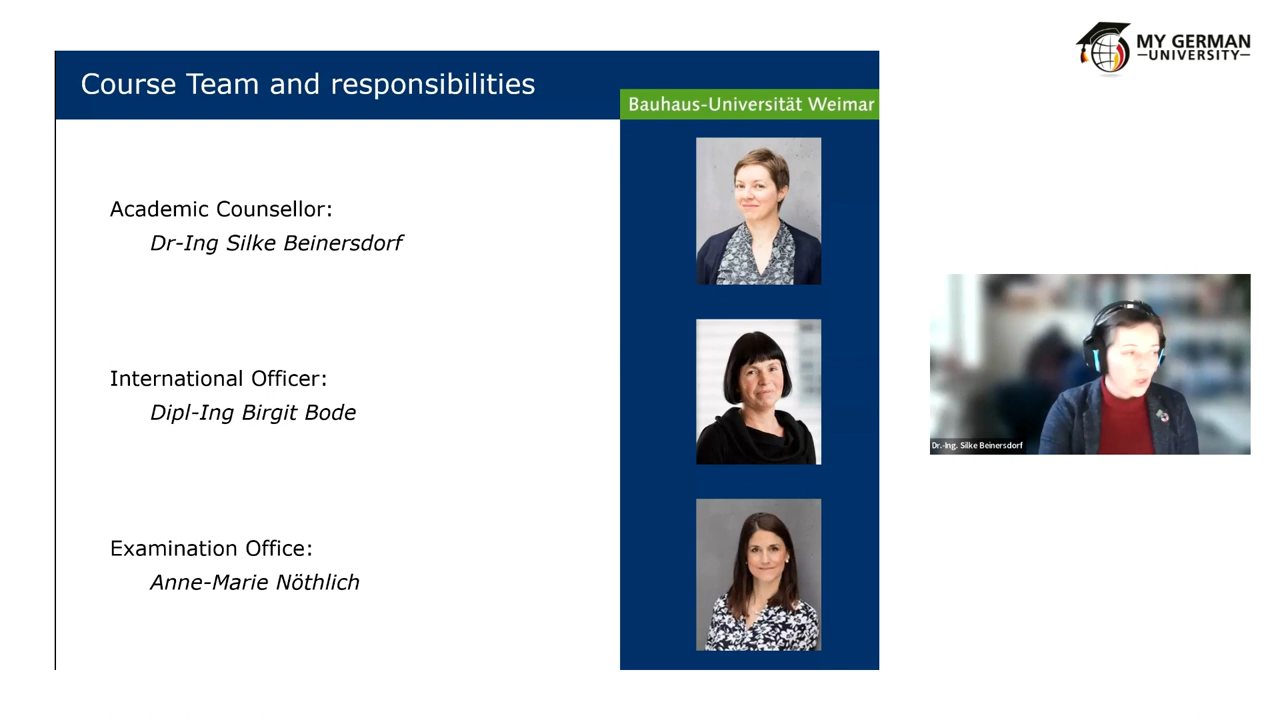 MY GERMAN
UNIVERSITY
Course Team and responsibilities
Bauhaus-Universität Weimar
Academic Counsellor:
Dr-Ing Silke Beinersdorf
International Officer:
Dipl-Ing Birgit Bode
Examination Office:
Anne-Marie Nöthlich
Dr.-Ing. Silke Beinersdorf